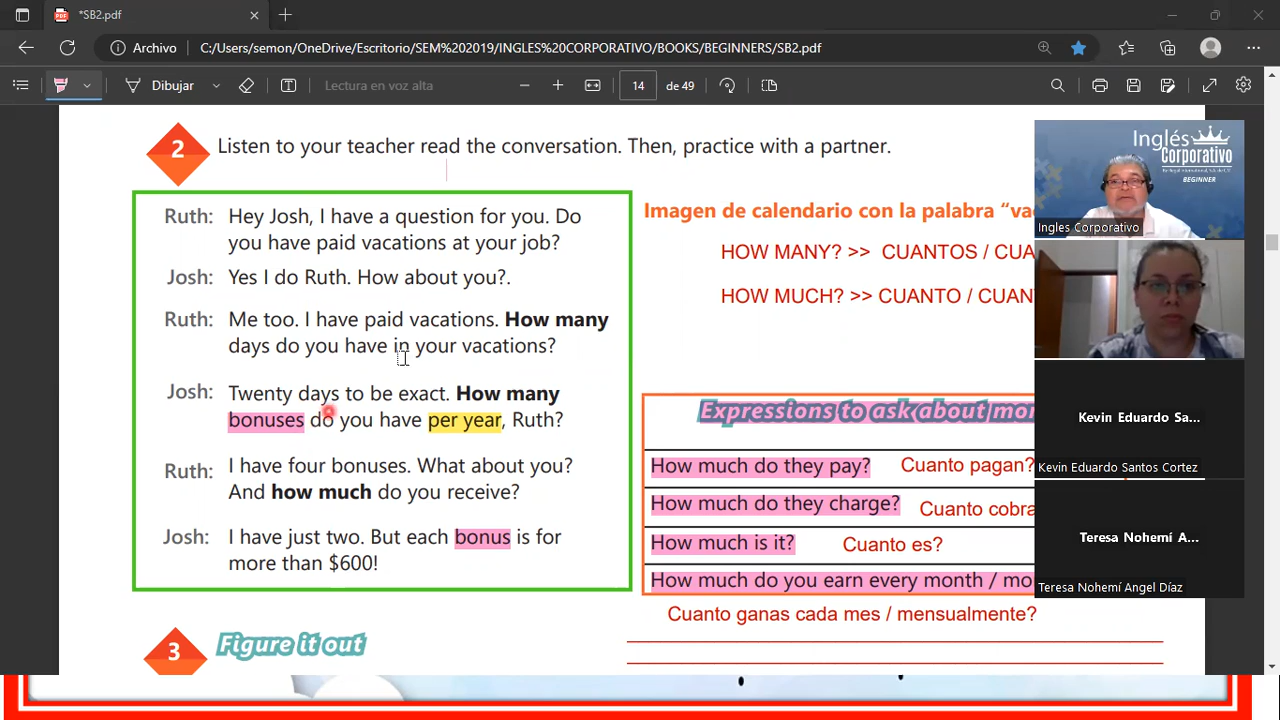 *SB2.pdf
Archivo
C:/Users/semon/OneDrive/Escritorio/SEM%202019/INGLES%20CORPORATIVO/BOOKS/BEGINNERS/SB2.pdf
Dibujar
Lectura en voz alta
14
de 49
2
Listen to your teacher read the conversation. Then, practice with a partner.
Ruth: Hey Josh, I have a question for you. Do
you have paid vacations at your job?
Josh: Yes I do Ruth. How about you?.
Ruth: Me too. I have paid vacations. How many
days do you have in your vacations?
Josh: Twenty days to be exact. How many
bonuses do you have per year, Ruth?
Ruth: I have four bonuses. What about you?
And how much do you receive?
Josh: I have just two. But each bonus is for
more than $600!
Imagen de calendario con la palabra “va
HOW MANY? >> CUANTOS / CUA
HOW MUCH? >> CUANTO / CUAN
Expressions to ask about mo
How much do they pay? Cuanto pagan?
How much do they charge? Cuanto cobra
How much is it? Cuanto es?
How much do you earn every month / mo
Cuanto ganas cada mes / mensualmente?
3
Figure it out
Inglés
Corporativo
BEGINNER
Ingles Corporativo
Kevin Eduardo Sa...
Kevin Eduardo Santos Cortez
Teresa Nohemí A...
Teresa Nohemí Angel Díaz